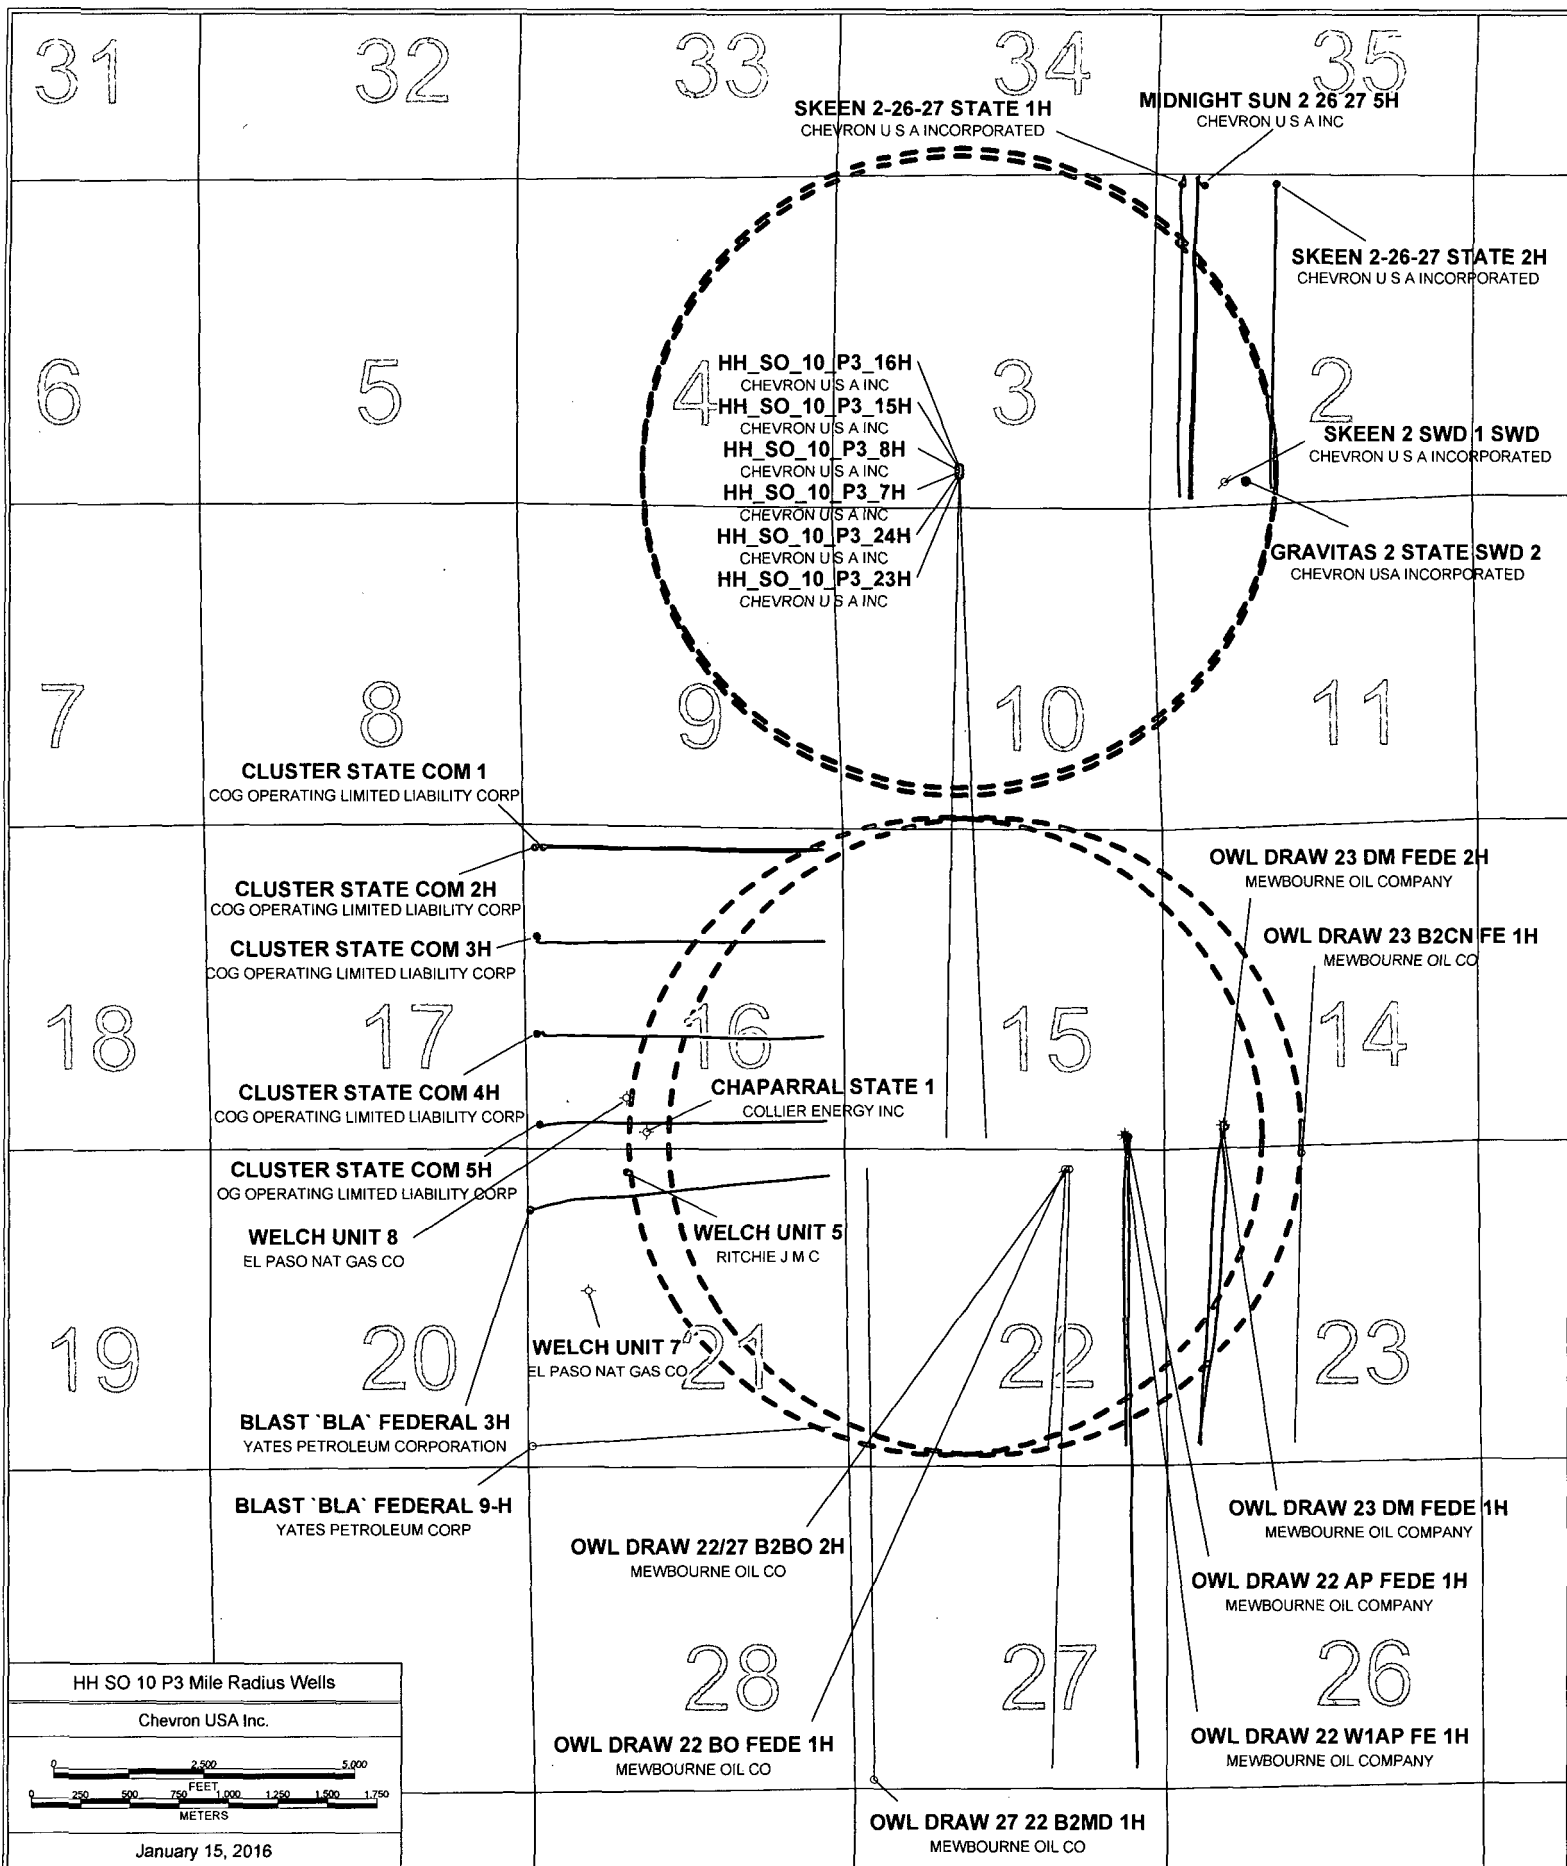 31
32
33
34
35
SKEEN 2-26-27 STATE 1H
CHEVRON U S A INCORPORATED
MIDNIGHT SUN 2 26 27 5H
CHEVRON U S A INC
SKEEN 2-26-27 STATE 2H
CHEVRON U S A INCORPORATED
6
5
4
3
2
HH_SO_10_P3_16H
CHEVRON U S A INC
HH_SO_10_P3_15H
CHEVRON U S A INC
HH_SO_10_P3_8H
CHEVRON U S A INC
HH_SO_10_P3_7H
CHEVRON U S A INC
HH_SO_10_P3_24H
CHEVRON U S A INC
HH_SO_10_P3_23H
CHEVRON U S A INC
SKEEN 2 SWD 1 SWD
CHEVRON U S A INCORPORATED
GRAVITAS 2 STATE SWD 2
CHEVRON USA INCORPORATED
7
8
9
10
11
CLUSTER STATE COM 1
COG OPERATING LIMITED LIABILITY CORP
CLUSTER STATE COM 2H
COG OPERATING LIMITED LIABILITY CORP
CLUSTER STATE COM 3H
COG OPERATING LIMITED LIABILITY CORP
OWL DRAW 23 DM FEDE 2H
MEWBOURNE OIL COMPANY
OWL DRAW 23 B2CN FE 1H
MEWBOURNE OIL CO
18
17
16
15
14
CLUSTER STATE COM 4H
COG OPERATING LIMITED LIABILITY CORP
CHAPARRAL STATE 1
COLLIER ENERGY INC
CLUSTER STATE COM 5H
OG OPERATING LIMITED LIABILITY CORP
WELCH UNIT 8
EL PASO NAT GAS CO
WELCH UNIT 5
RITCHIE J M C
WELCH UNIT 7
EL PASO NAT GAS CO
19
20
21
22
23
BLAST `BLA` FEDERAL 3H
YATES PETROLEUM CORPORATION
BLAST `BLA` FEDERAL 9-H
YATES PETROLEUM CORP
OWL DRAW 22/27 B2BO 2H
MEWBOURNE OIL CO
OWL DRAW 23 DM FEDE 1H
MEWBOURNE OIL COMPANY
OWL DRAW 22 AP FEDE 1H
MEWBOURNE OIL COMPANY
28
27
26
OWL DRAW 22 BO FEDE 1H
MEWBOURNE OIL CO
OWL DRAW 22 W1AP FE 1H
MEWBOURNE OIL COMPANY
OWL DRAW 27 22 B2MD 1H
MEWBOURNE OIL CO
HH SO 10 P3 Mile Radius Wells
Chevron USA Inc.
0 2,500 5,000
FEET
0 250 500 750 1,000 1,250 1,500 1,750
METERS
January 15, 2016